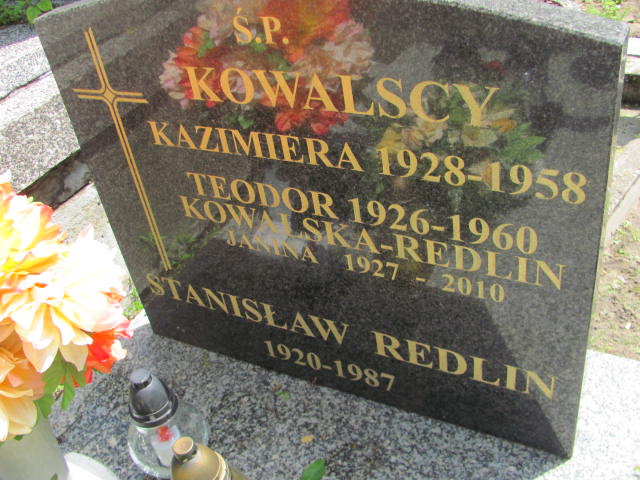 Ś.P.
KOWALSCY
KAZIMIERA 1928-1958
TEODOR 1926-1960
KOWALSKA-REDLIN
JANINA 1927 - 2010
STANISŁAW REDLIN
1920-1987